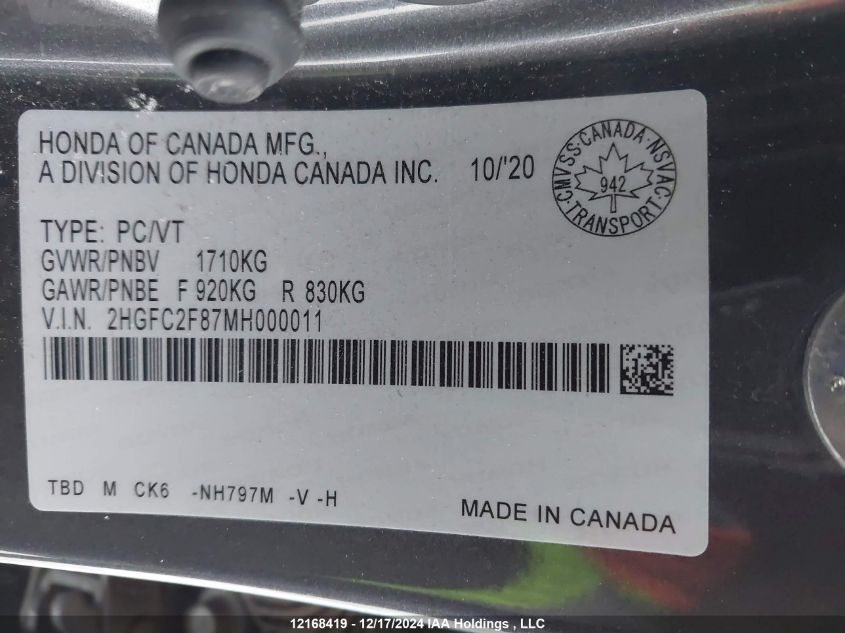 HONDA OF CANADA MFG.,
A DIVISION OF HONDA CANADA INC. 10/'20
CMVSS·CANADA·NSVAC·TRANSPORT·
942
TYPE: PC/VT
GVWR/PNBV 1710KG
GAWR/PNBE F 920KG R 830KG
V.I.N. 2HGFC2F87MH000011
TBD M CK6 -NH797M -V -H
MADE IN CANADA
12168419 - 12/17/2024 IAA Holdings , LLC